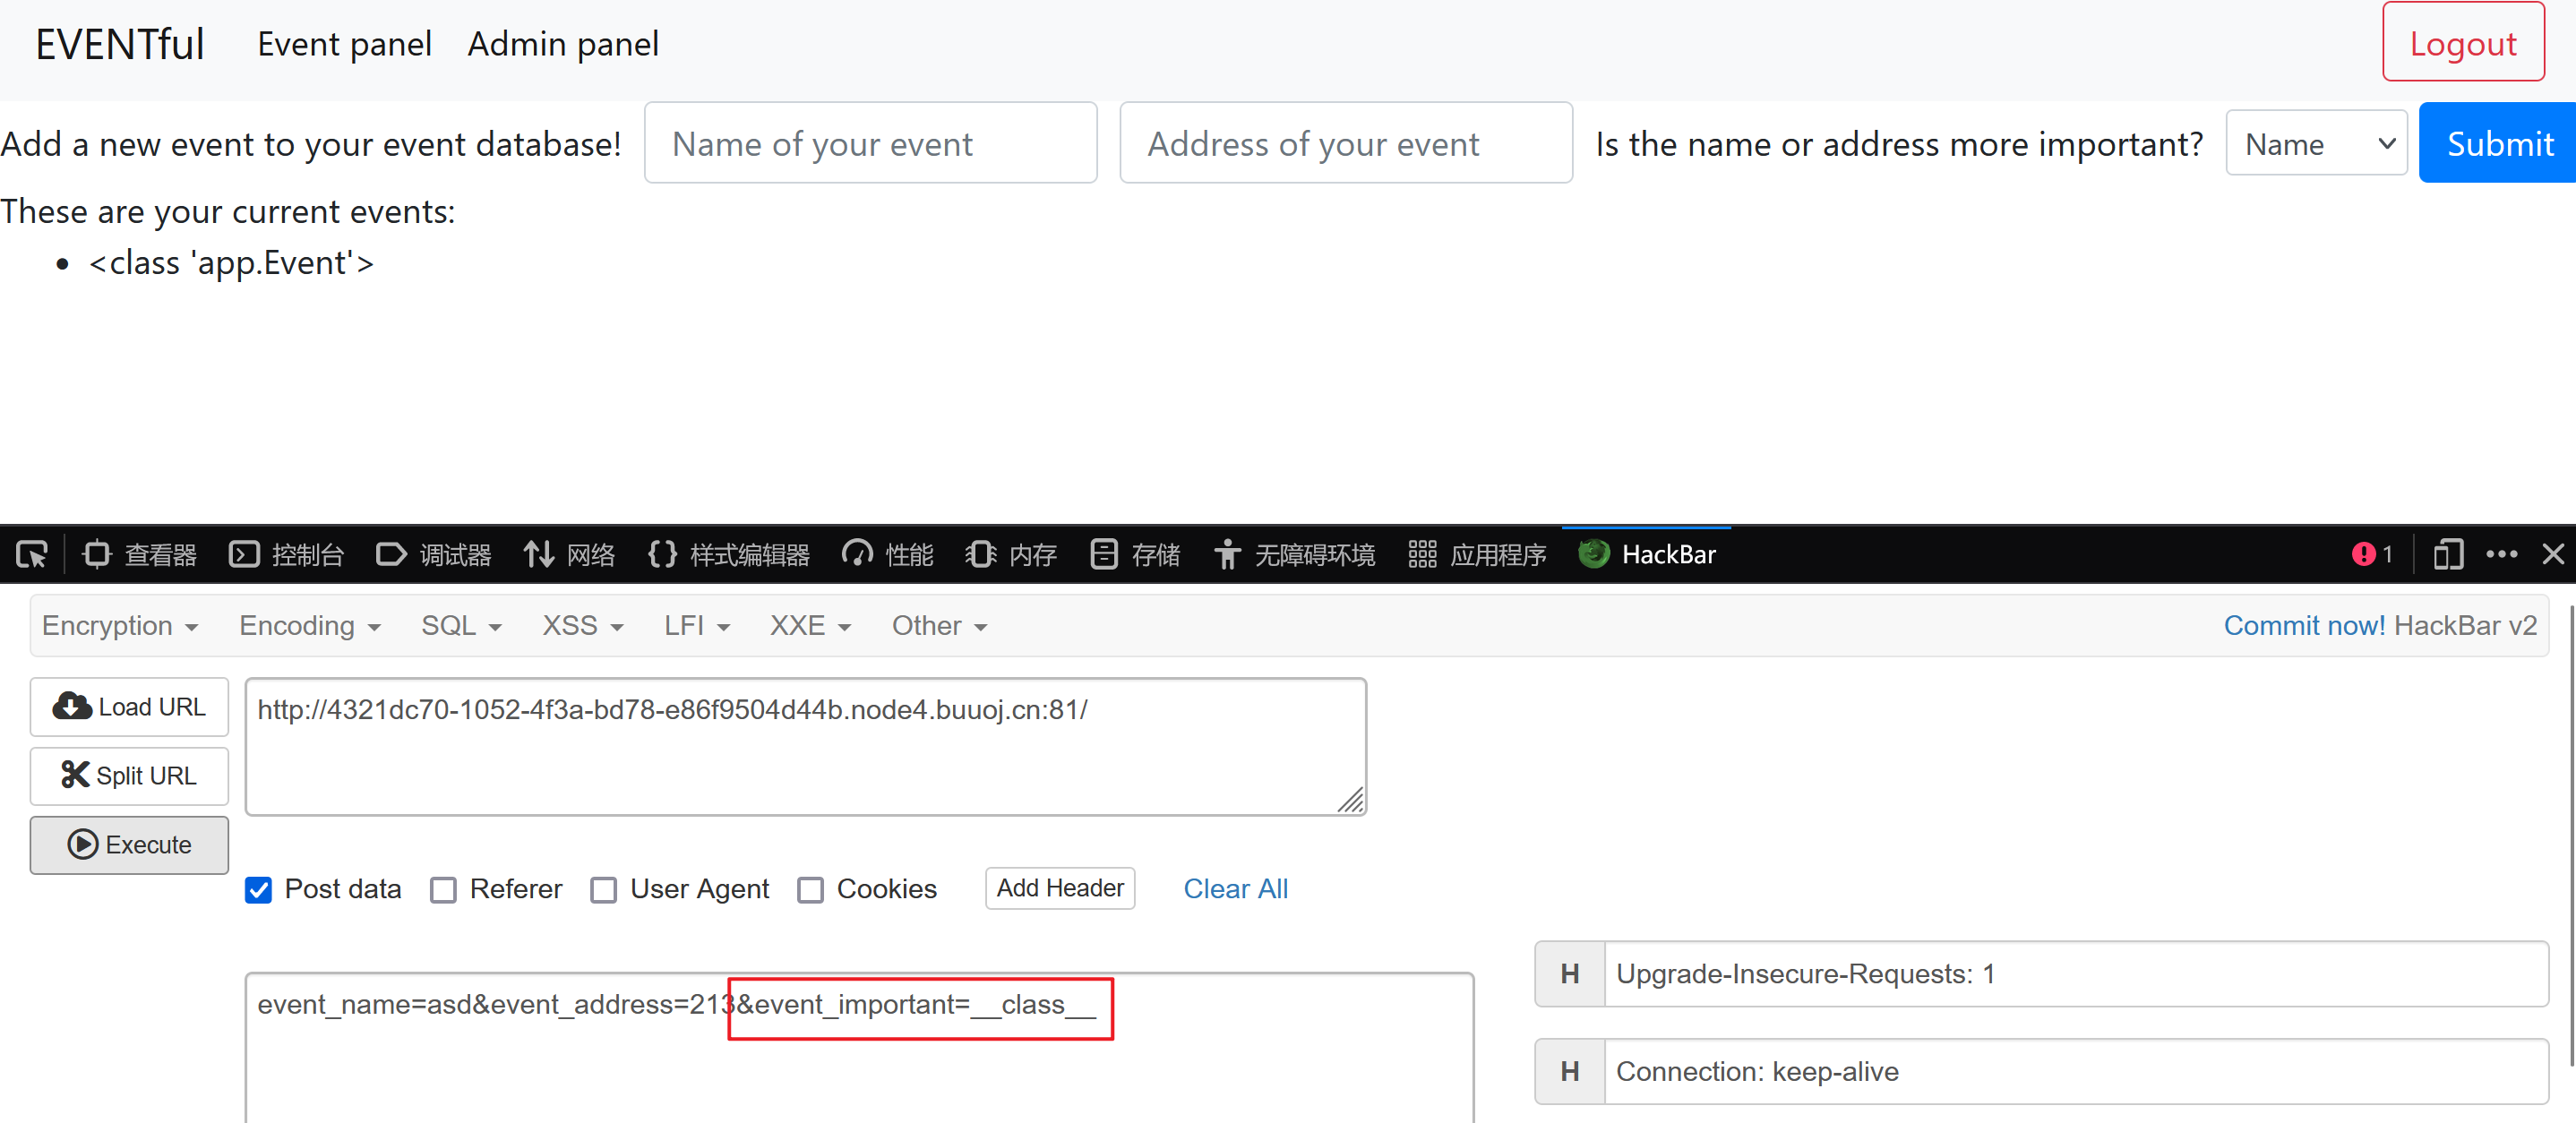 EVENTful Event panel Admin panel Logout
Add a new event to your event database! Name of your event Address of your event Is the name or address more important? Name Submit
These are your current events:
• <class 'app.Event'>
查看器 控制台 调试器 网络 {} 样式编辑器 性能 内存 存储 无障碍环境 应用程序 HackBar 1
Encryption Encoding SQL XSS LFI XXE Other Commit now! HackBar v2
Load URL http://4321dc70-1052-4f3a-bd78-e86f9504d44b.node4.buuoj.cn:81/
Split URL
Execute
Post data Referer User Agent Cookies Add Header Clear All
H Upgrade-Insecure-Requests: 1
event_name=asd&event_address=213&event_important=__class__
H Connection: keep-alive